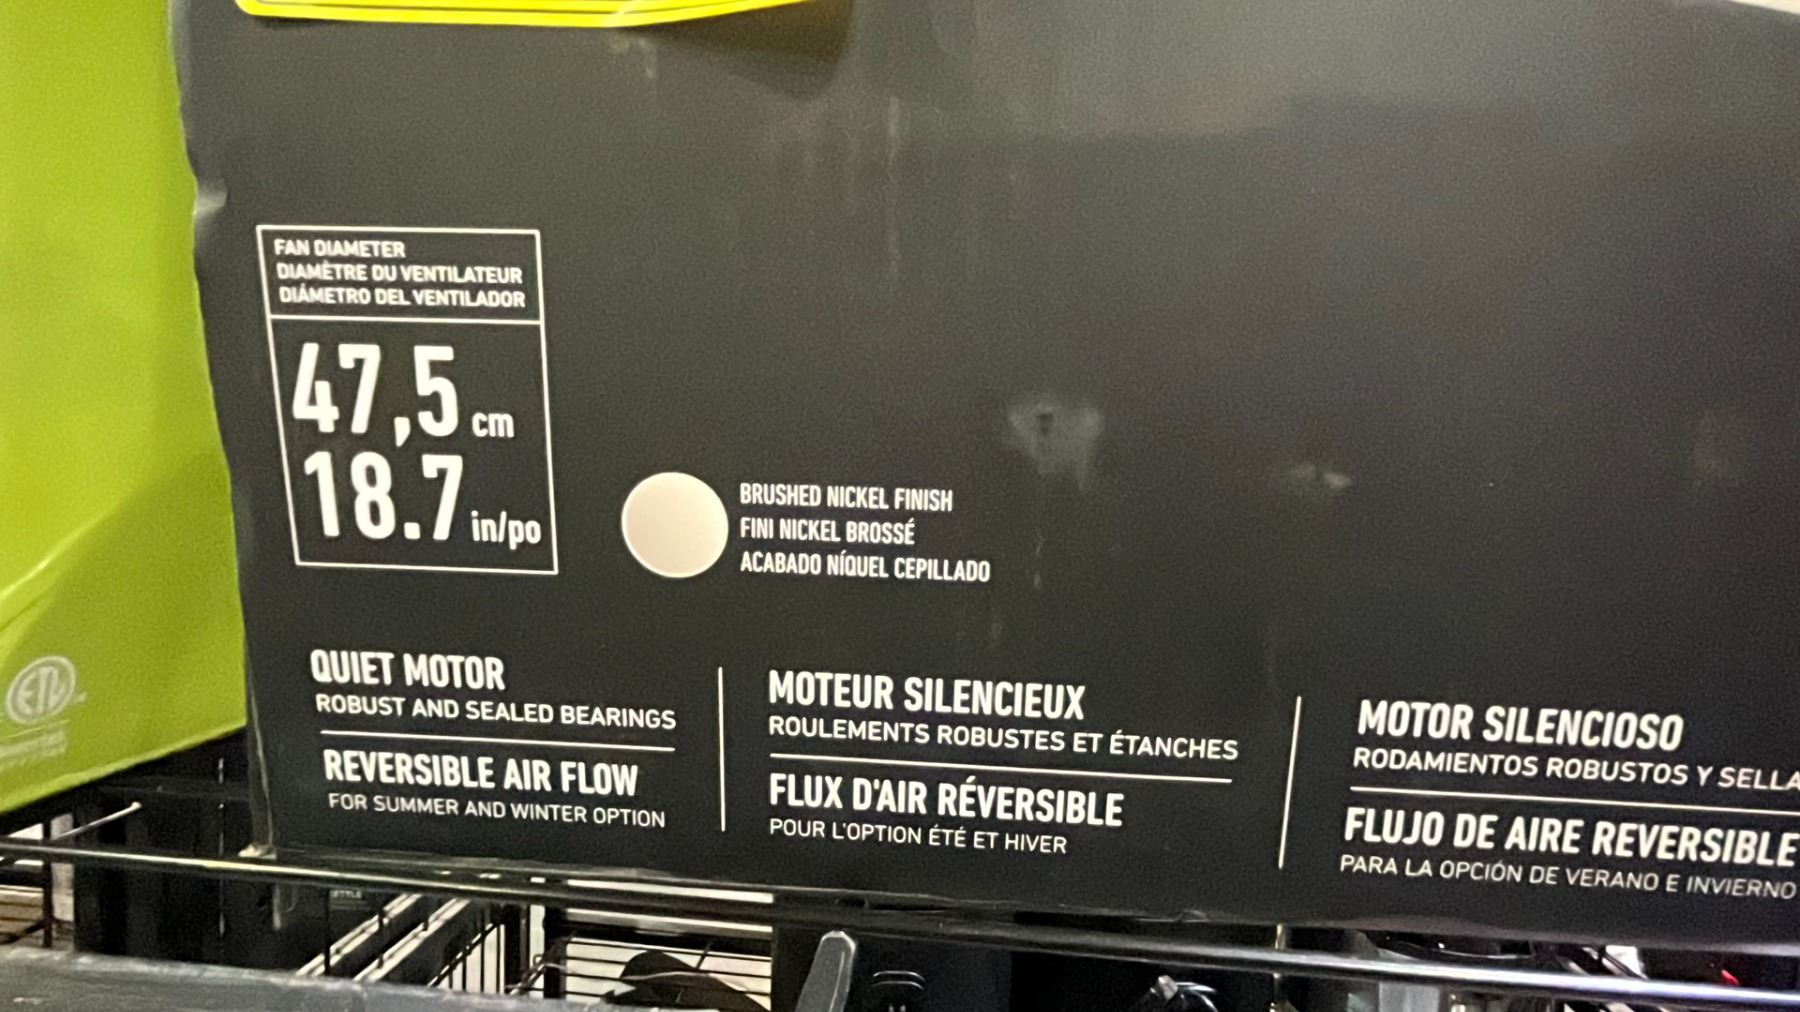 FAN DIAMETER
DIAMÈTRE DU VENTILATEUR
DIÁMETRO DEL VENTILADOR
47,5 cm
18.7 in/po
BRUSHED NICKEL FINISH
FINI NICKEL BROSSÉ
ACABADO NÍQUEL CEPILLADO
QUIET MOTOR
ROBUST AND SEALED BEARINGS
REVERSIBLE AIR FLOW
FOR SUMMER AND WINTER OPTION
MOTEUR SILENCIEUX
ROULEMENTS ROBUSTES ET ÉTANCHES
FLUX D'AIR RÉVERSIBLE
POUR L'OPTION ÉTÉ ET HIVER
MOTOR SILENCIOSO
RODAMIENTOS ROBUSTOS Y SELLA
FLUJO DE AIRE REVERSIBLE
PARA LA OPCIÓN DE VERANO E INVIERNO
ETL